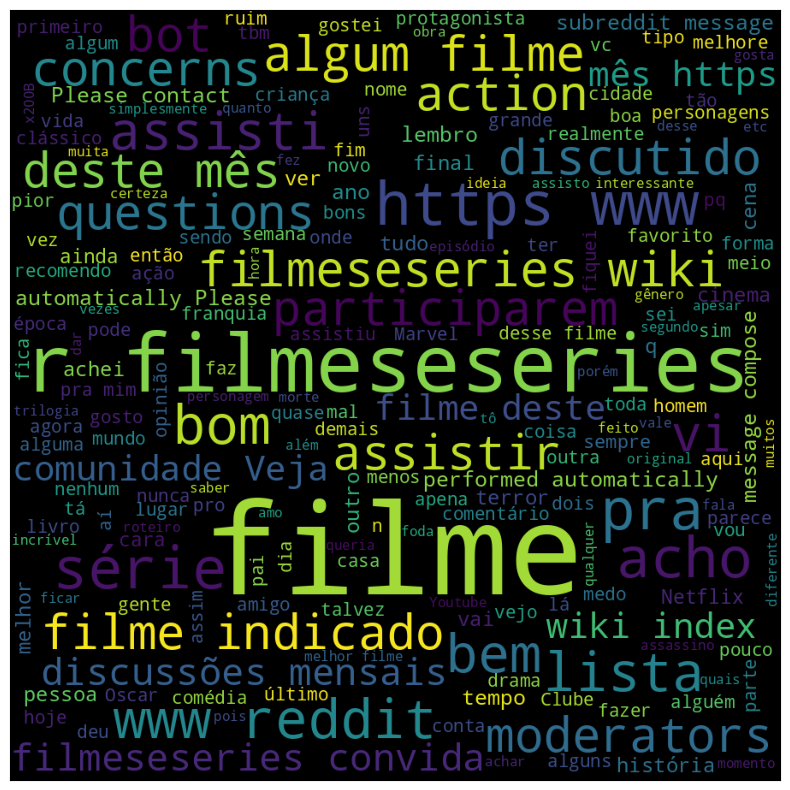 primeiro
bot
ruim
tbm
gostei
protagonista
obra
subreddit message
gosta
algum
algum filme
vc
tipo
melhore
concerns
mês https
x200B
Please contact
criança
nome
action
cidade
tão
simplesmente
quanto
uns
grande
boa
personagens
vida
assisti
lembro
realmente
desse
etc
clássico
muita
fez
fim
novo
final
discutido
deste mês
ver
ideia
assisto
interessante
pior
certeza
ano
https www
pq
cena
questions
bons
vez
ainda
então
sendo
semana
onde
tudo
episódio
ter
fiquei
favorito
forma
recomendo
ação
hora
filmeseseries wiki
meio
gênero
cinema
apesar
automatically Please
vezes
franquia
participarem
sei
época
pode
assistiu
Marvel
desse filme
segundo
sim
fica
dar
r filmeseseries
q
message compose
achei
faz
porém
trilogia
pra mim
opinião
personagem
morte
quase
mal
filme deste
toda
homem
agora
gosto
bom
demais
tô
coisa
feito
vale
muitos
alguma
mundo
além
assistir
sempre
vi
aqui
outra
original
comunidade Veja
nenhum
nunca
saber
menos
performed automatically
tá
lugar
pro
outro
apena
terror
dois
parece
livro
aí
amo
n
comentário
pra
fala
vou
incrível
cara
roteiro
filme
foda
queria
casa
qualquer
diferente
série
pai
dia
acho
medo
ficar
gente
amigo
talvez
vai
Youtube
vejo
lá
Netflix
melhor
assim
filme indicado
wiki index
assassino
pouco
discussões mensais
melhor filme
bem
lista
quais
parte
pessoa
Oscar
comédia
último
drama
tempo
Clube
alguém
hoje
deu
www reddit
pois
conta
fazer
moderators
filmeseseries convida
achar
alguns
história
momento